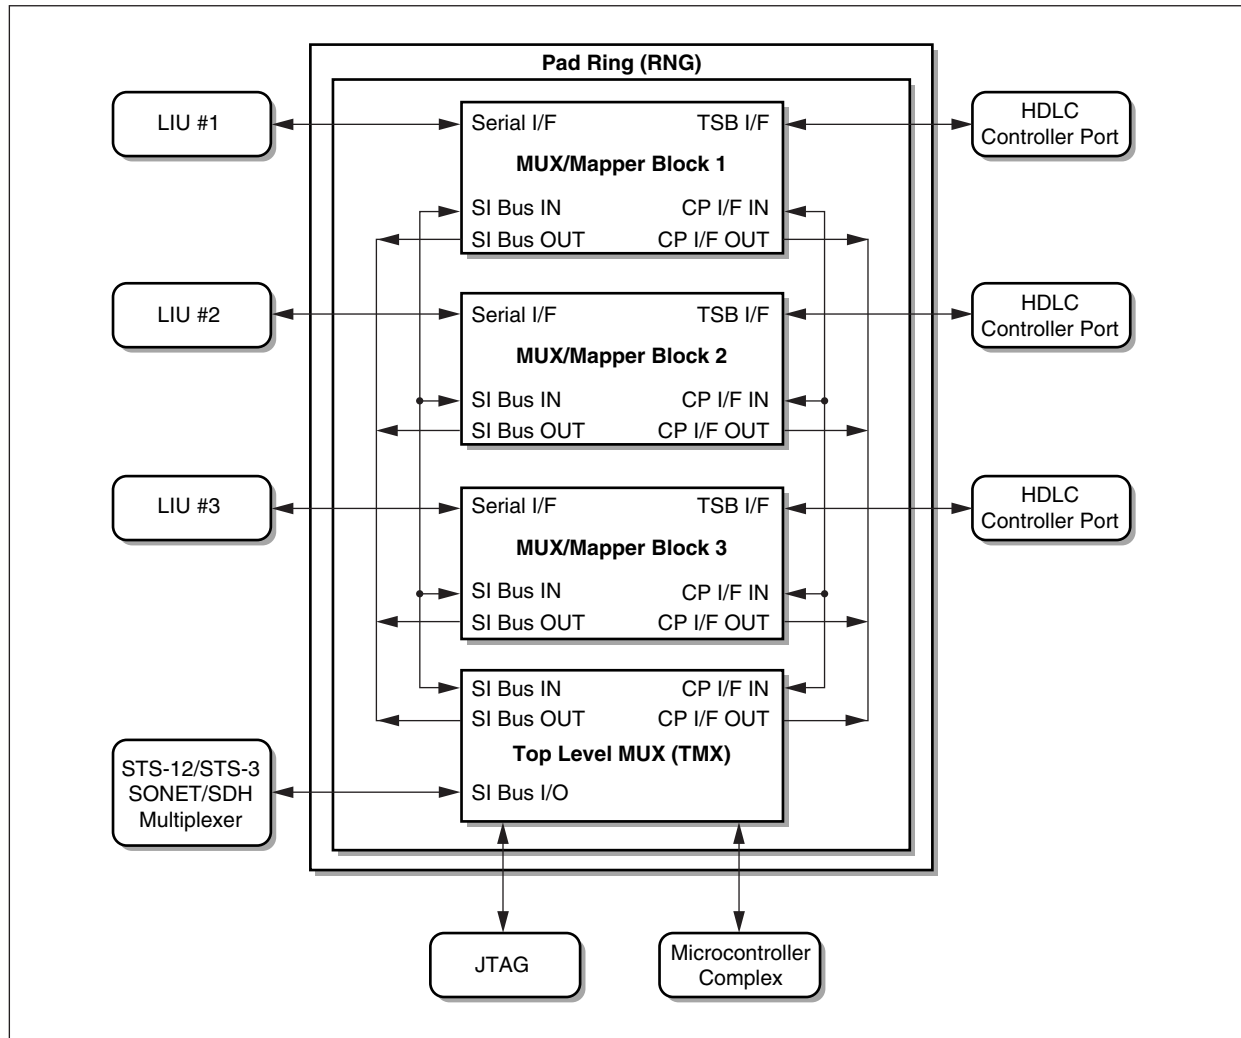 Pad Ring (RNG)
LIU #1
Serial I/F
TSB I/F
HDLC
Controller Port
MUX/Mapper Block 1
SI Bus IN
CP I/F IN
SI Bus OUT
CP I/F OUT
LIU #2
Serial I/F
TSB I/F
HDLC
Controller Port
MUX/Mapper Block 2
SI Bus IN
CP I/F IN
SI Bus OUT
CP I/F OUT
LIU #3
Serial I/F
TSB I/F
HDLC
Controller Port
MUX/Mapper Block 3
SI Bus IN
CP I/F IN
SI Bus OUT
CP I/F OUT
SI Bus IN
CP I/F IN
SI Bus OUT
CP I/F OUT
Top Level MUX (TMX)
SI Bus I/O
STS-12/STS-3
SONET/SDH
Multiplexer
JTAG
Microcontroller
Complex